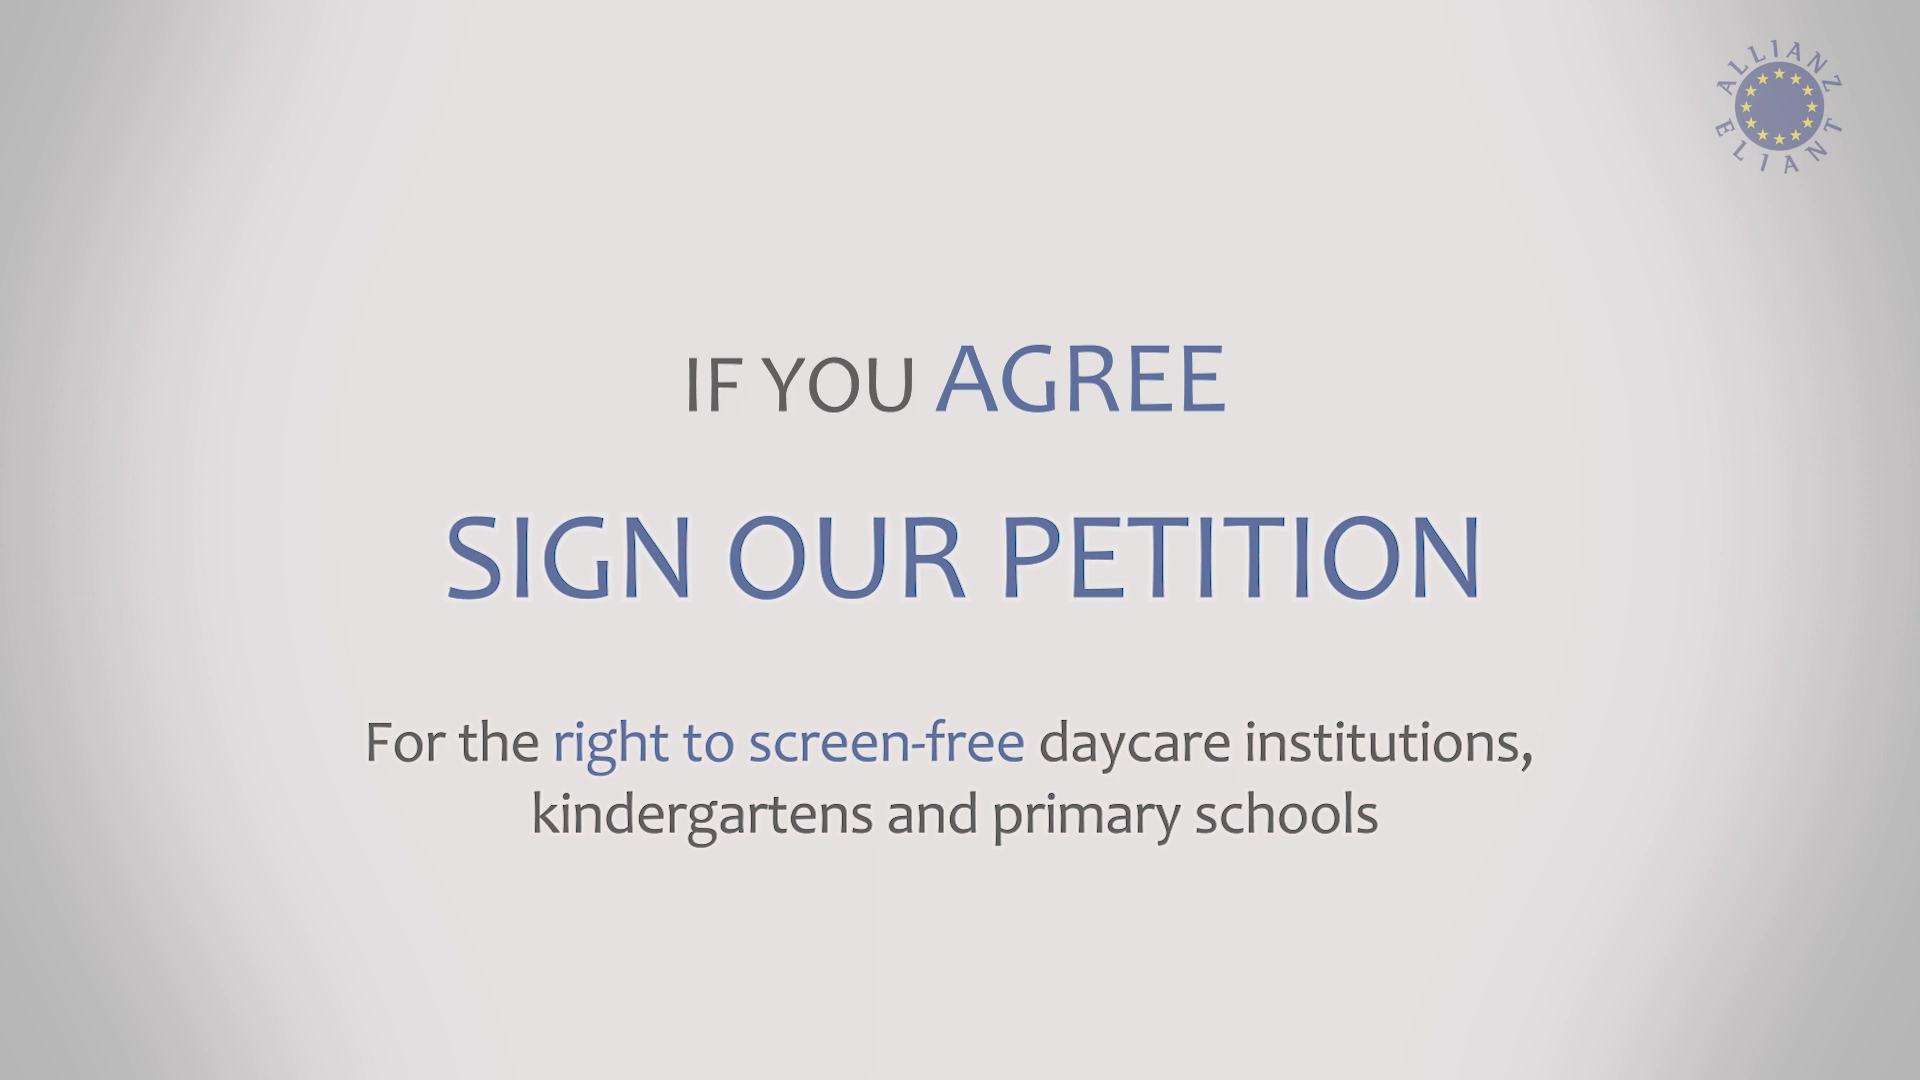 ALLIANZ
ELIANT
IF YOU AGREE
SIGN OUR PETITION
For the right to screen-free daycare institutions,
kindergartens and primary schools